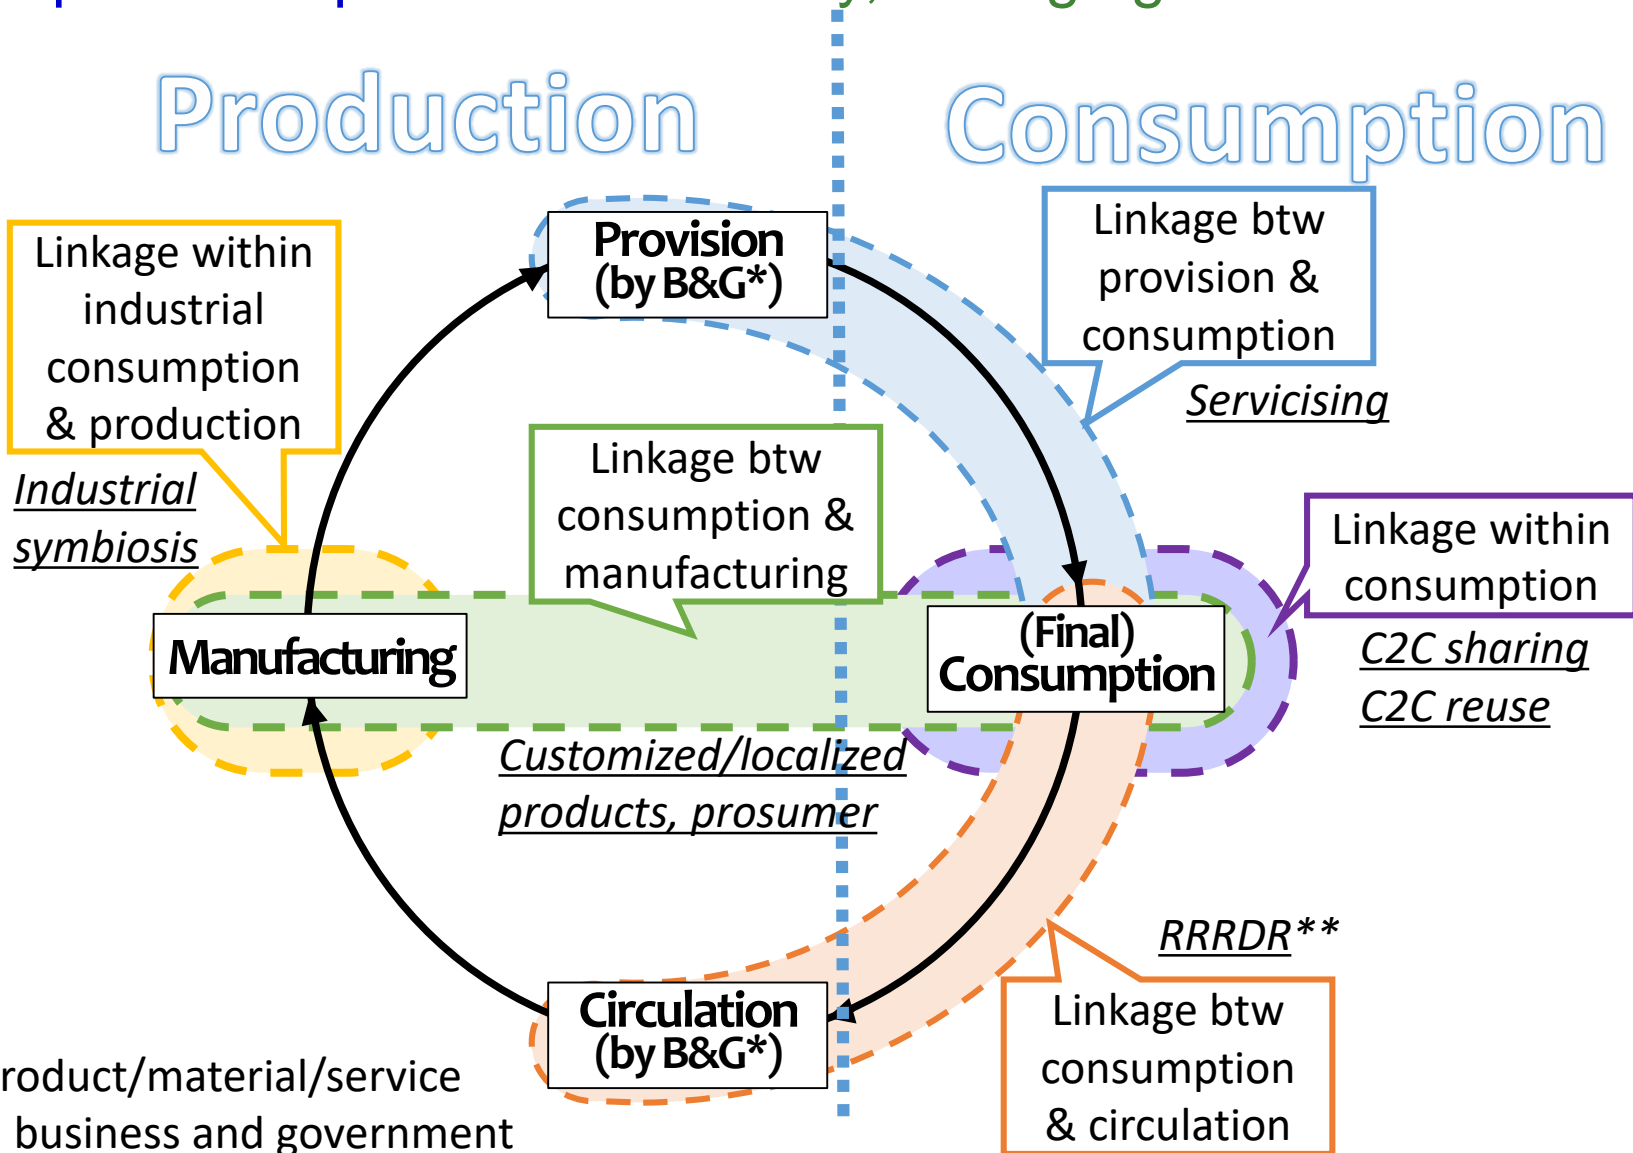 Production
Consumption
Linkage within
industrial
consumption
& production
Industrial
symbiosis
Provision
(by B&G*)
Linkage btw
provision &
consumption
Servicising
Linkage btw
consumption &
manufacturing
Linkage within
consumption
C2C sharing
C2C reuse
Manufacturing
(Final)
Consumption
Customized/localized
products, prosumer
RRRDR**
Linkage btw
consumption
& circulation
Circulation
(by B&G*)
roduct/material/service
business and government